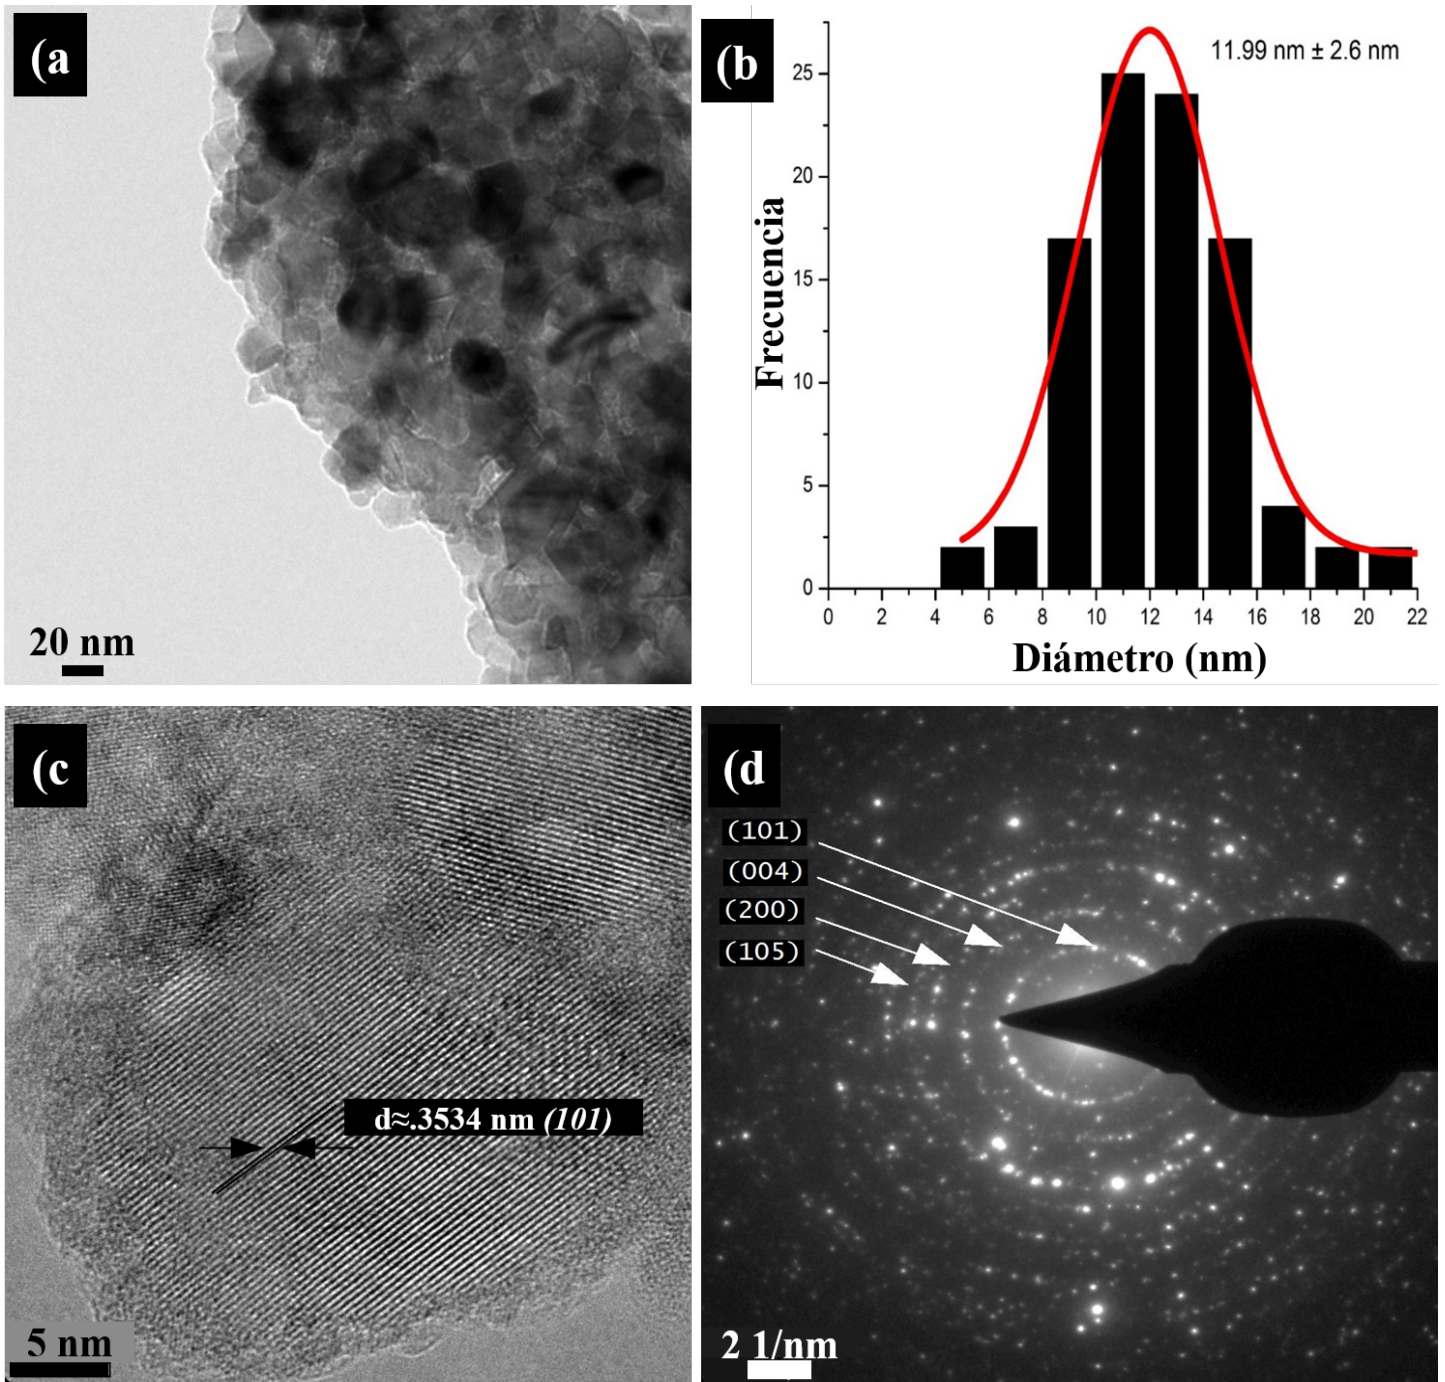 (a
20 nm
(b
11.99 nm ± 2.6 nm
Frecuencia
25
20
15
10
5
0
0 2 4 6 8 10 12 14 16 18 20 22
Diámetro (nm)
(c
d≈.3534 nm (101)
5 nm
(d
(101)
(004)
(200)
(105)
2 1/nm